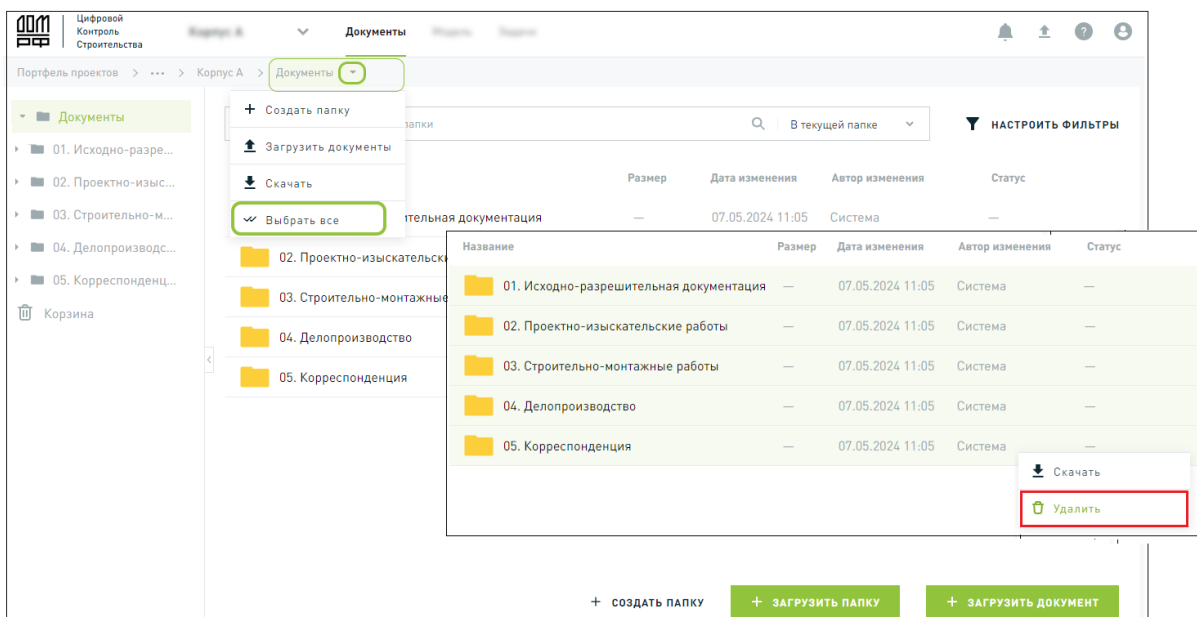 ДОМ РФ
Цифровой
Контроль
Строительства
Корпус А
Документы
Портфель проектов > ••• > Корпус А > Документы
Документы
01. Исходно-разре...
02. Проектно-изыс...
03. Строительно-м...
04. Делопроизводс...
05. Корреспонденц...
Корзина
+ Создать папку
Загрузить документы
Скачать
Выбрать все
папки
В текущей папке
НАСТРОИТЬ ФИЛЬТРЫ
Размер Дата изменения Автор изменения Статус
тельная документация — 07.05.2024 11:05 Система —
02. Проектно-изыскательски
03. Строительно-монтажные
04. Делопроизводство
05. Корреспонденция
Название Размер Дата изменения Автор изменения Статус
01. Исходно-разрешительная документация — 07.05.2024 11:05 Система —
02. Проектно-изыскательские работы — 07.05.2024 11:05 Система —
03. Строительно-монтажные работы — 07.05.2024 11:05 Система —
04. Делопроизводство — 07.05.2024 11:05 Система —
05. Корреспонденция — 07.05.2024 11:05 Система —
Скачать
Удалить
+ СОЗДАТЬ ПАПКУ
+ ЗАГРУЗИТЬ ПАПКУ
+ ЗАГРУЗИТЬ ДОКУМЕНТ